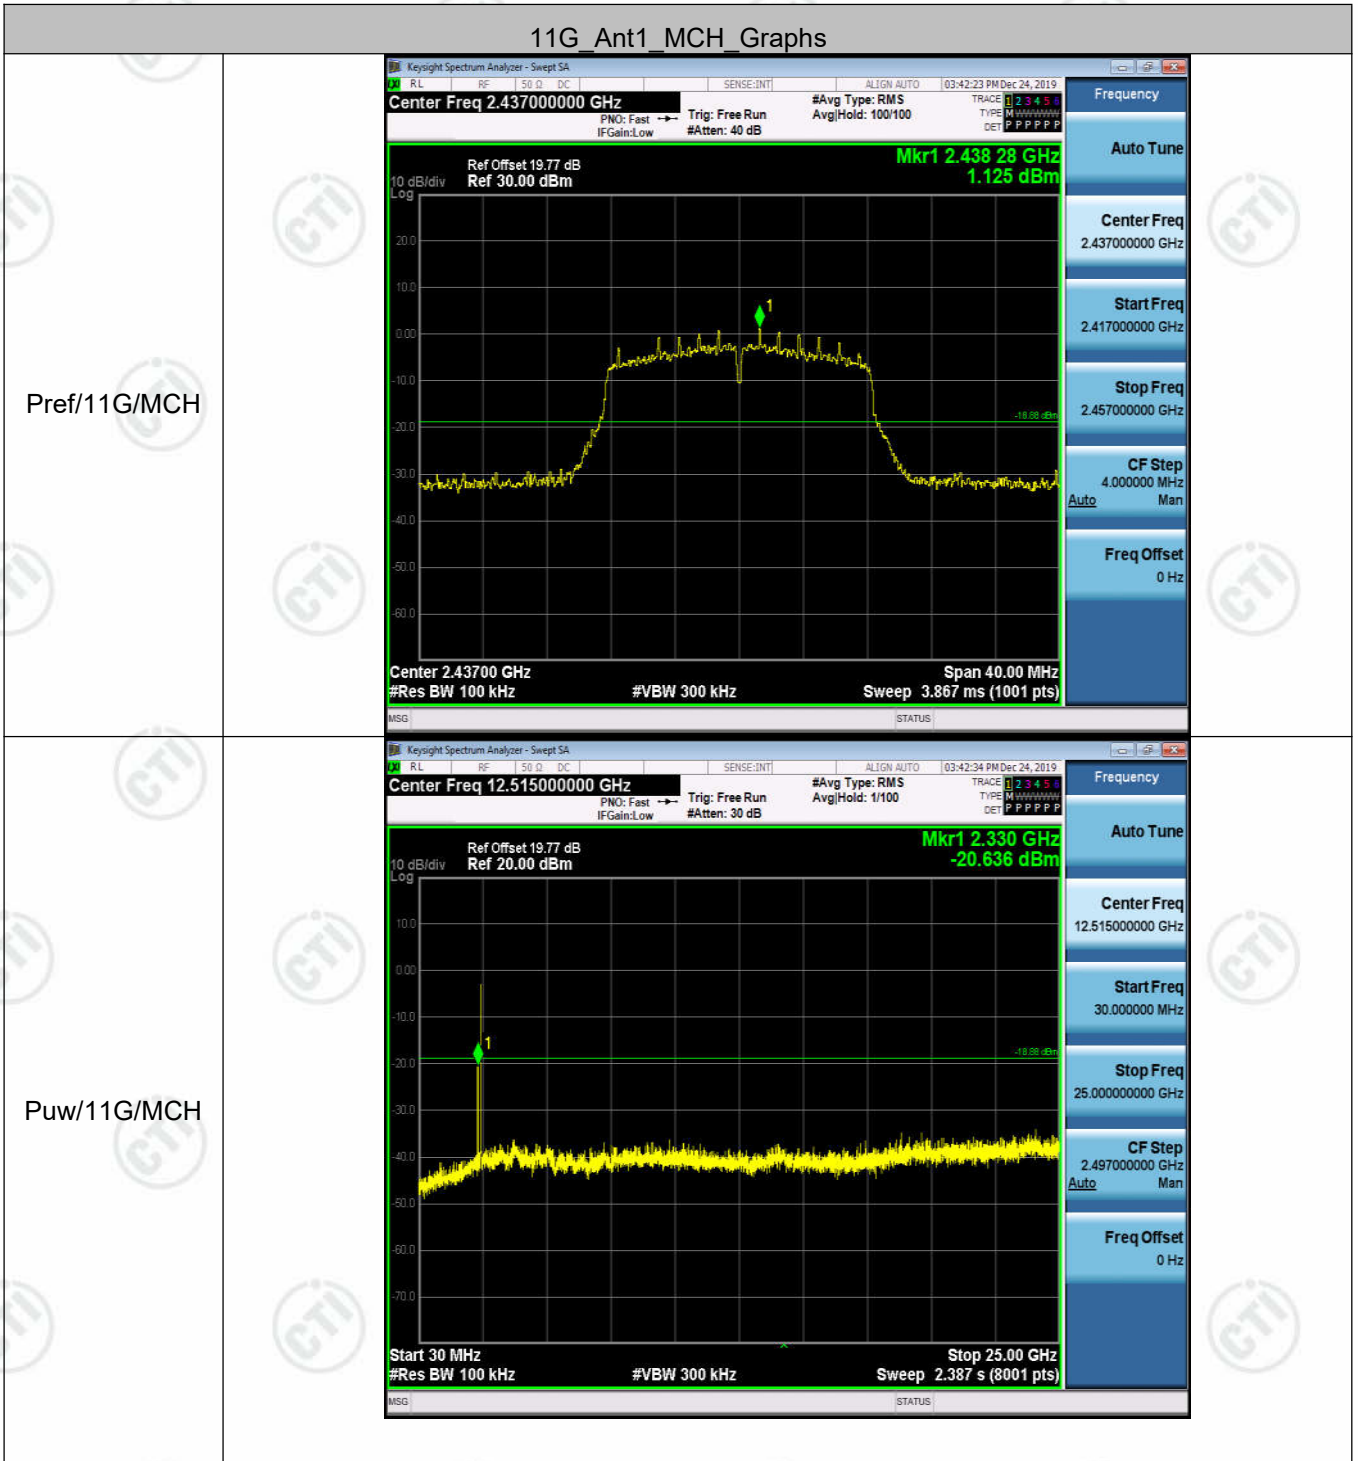 11G_Ant1_MCH_Graphs
Pref/11G/MCH
Keysight Spectrum Analyzer - Swept SA
RL RF 50 Ω DC SENSE:INT ALIGN AUTO 03:42:23 PM Dec 24, 2019
Center Freq 2.437000000 GHz
PNO: Fast
IFGain:Low
Trig: Free Run
#Atten: 40 dB
#Avg Type: RMS
Avg|Hold: 100/100
TRACE 1 2 3 4 5 6
TYPE M WWWWW
DET P P P P P P
Mkr1 2.438 28 GHz
1.125 dBm
Ref Offset 19.77 dB
10 dB/div Ref 30.00 dBm
Log
20.0
10.0
0.00
-10.0
-20.0
-30.0
-40.0
-50.0
-60.0
1
-18.88 dBm
Center 2.43700 GHz Span 40.00 MHz
#Res BW 100 kHz #VBW 300 kHz Sweep 3.867 ms (1001 pts)
MSG STATUS
Frequency
Auto Tune
Center Freq
2.437000000 GHz
Start Freq
2.417000000 GHz
Stop Freq
2.457000000 GHz
CF Step
4.000000 MHz
Auto Man
Freq Offset
0 Hz
Puw/11G/MCH
Keysight Spectrum Analyzer - Swept SA
RL RF 50 Ω DC SENSE:INT ALIGN AUTO 03:42:34 PM Dec 24, 2019
Center Freq 12.515000000 GHz
PNO: Fast
IFGain:Low
Trig: Free Run
#Atten: 30 dB
#Avg Type: RMS
Avg|Hold: 1/100
TRACE 1 2 3 4 5 6
TYPE M WWWWW
DET P P P P P P
Mkr1 2.330 GHz
-20.636 dBm
Ref Offset 19.77 dB
10 dB/div Ref 20.00 dBm
Log
10.0
0.00
-10.0
-20.0
-30.0
-40.0
-50.0
-60.0
-70.0
1
-18.88 dBm
Start 30 MHz Stop 25.00 GHz
#Res BW 100 kHz #VBW 300 kHz Sweep 2.387 s (8001 pts)
MSG STATUS
Frequency
Auto Tune
Center Freq
12.515000000 GHz
Start Freq
30.000000 MHz
Stop Freq
25.000000000 GHz
CF Step
2.497000000 GHz
Auto Man
Freq Offset
0 Hz
CTI